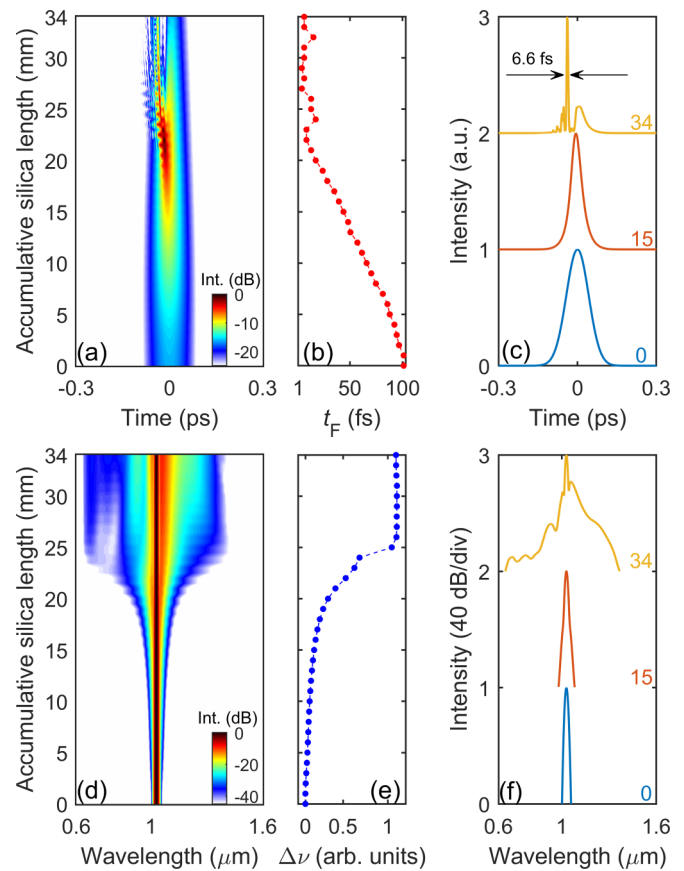 34
30
25
20
15
10
5
0
Accumulative silica length (mm)
Int. (dB)
0
-10
-20
(a)
-0.3 0 0.3
Time (ps)
(b)
1 50 100
t_F (fs)
3
2
1
0
Intensity (a.u.)
6.6 fs
34
15
0
(c)
-0.3 0 0.3
Time (ps)
34
30
25
20
15
10
5
0
Accumulative silica length (mm)
Int. (dB)
0
-20
-40
(d)
0.6 1 1.6
Wavelength (μm)
(e)
0 0.5 1
Δν (arb. units)
3
2
1
0
Intensity (40 dB/div)
34
15
0
(f)
0.6 1 1.6
Wavelength (μm)